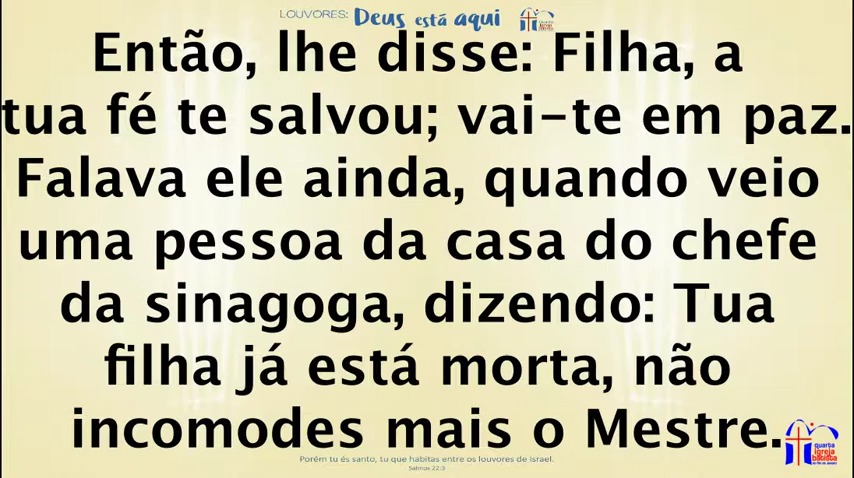 LOUVORES: Deus está aqui
Então, lhe disse: Filha, a
tua fé te salvou; vai-te em paz.
Falava ele ainda, quando veio
uma pessoa da casa do chefe
da sinagoga, dizendo: Tua
filha já está morta, não
incomodes mais o Mestre.
quarta
igreja
batista
Porém tu és santo, tu que habitas entre os louvores de Israel.
Salmos 22:3